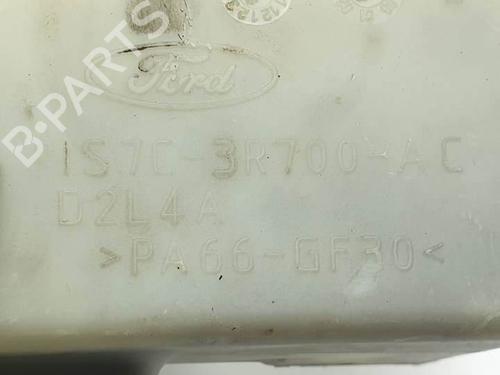 Ford
1S7C-3R700-AC
D2L4A
>PA66-GF30<
B-PARTS